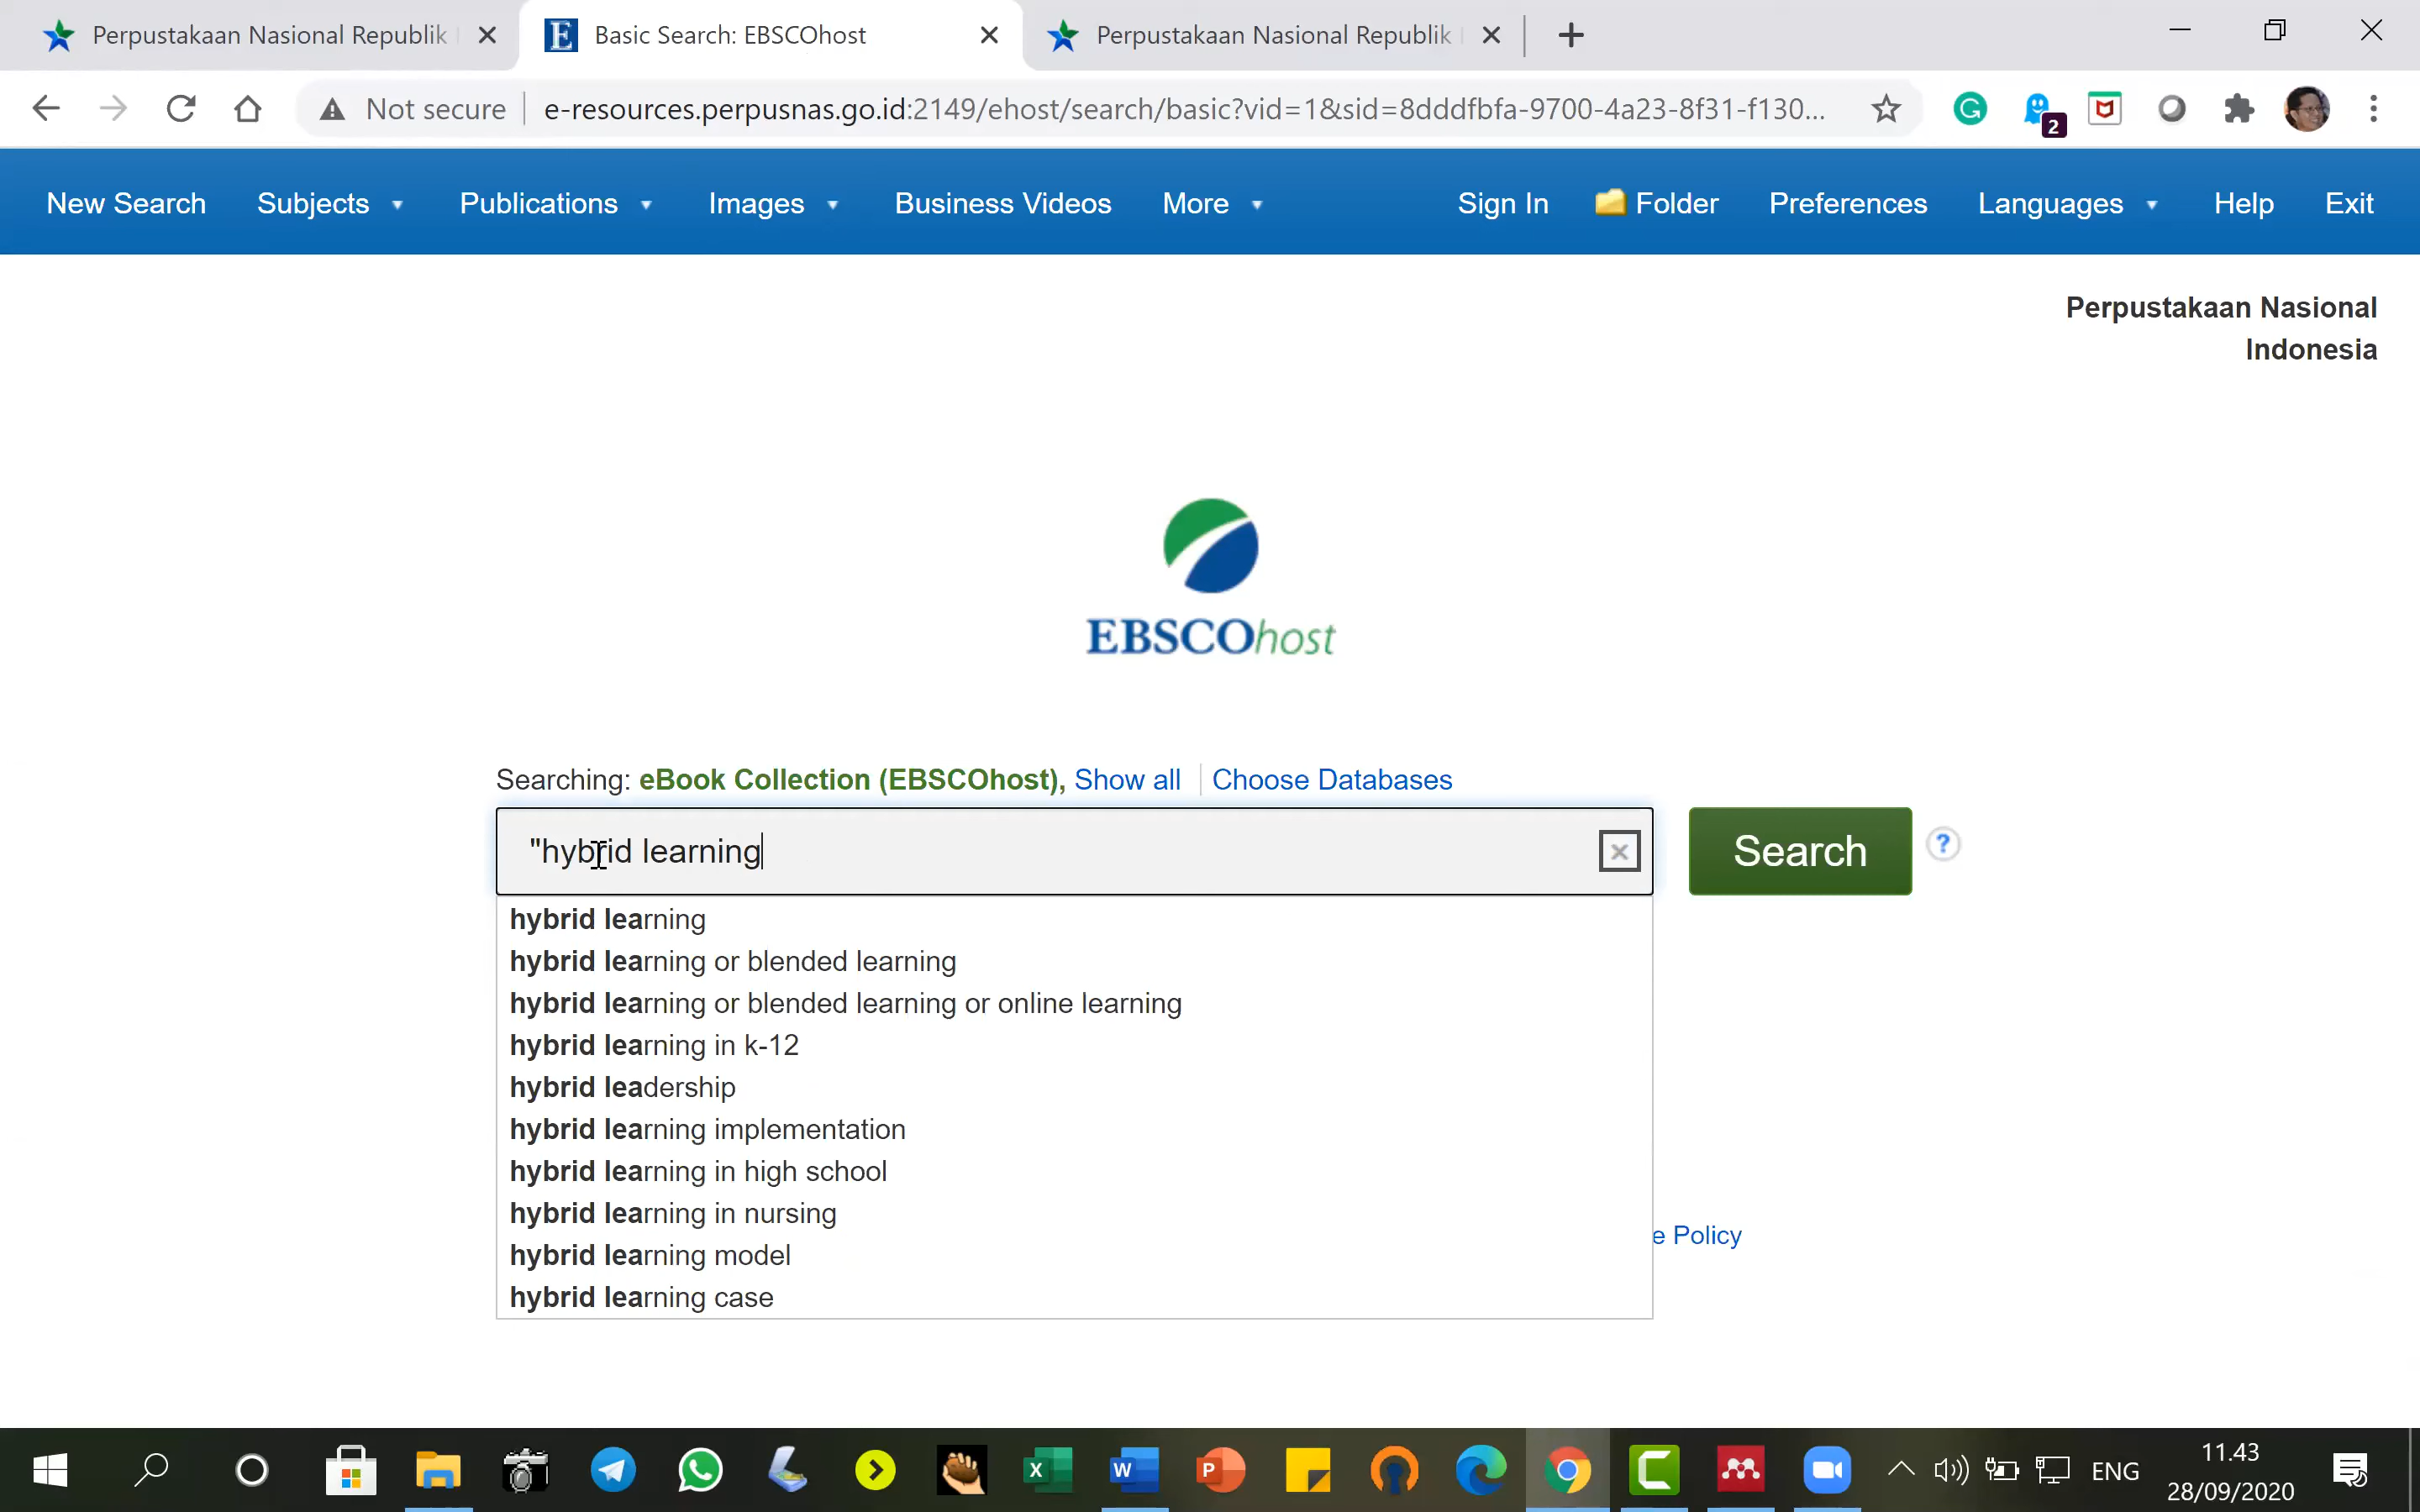 Perpustakaan Nasional Republik
Basic Search: EBSCOhost
Perpustakaan Nasional Republik
Not secure
e-resources.perpusnas.go.id:2149/ehost/search/basic?vid=1&sid=8dddfbfa-9700-4a23-8f31-f130...
2
New Search
Subjects
Publications
Images
Business Videos
More
Sign In
Folder
Preferences
Languages
Help
Exit
Perpustakaan Nasional
Indonesia
EBSCOhost
Searching: eBook Collection (EBSCOhost), Show all
Choose Databases
"hybrid learning
Search
?
hybrid learning
hybrid learning or blended learning
hybrid learning or blended learning or online learning
hybrid learning in k-12
hybrid leadership
hybrid learning implementation
hybrid learning in high school
hybrid learning in nursing
hybrid learning model
hybrid learning case
e Policy
ENG
11.43
28/09/2020